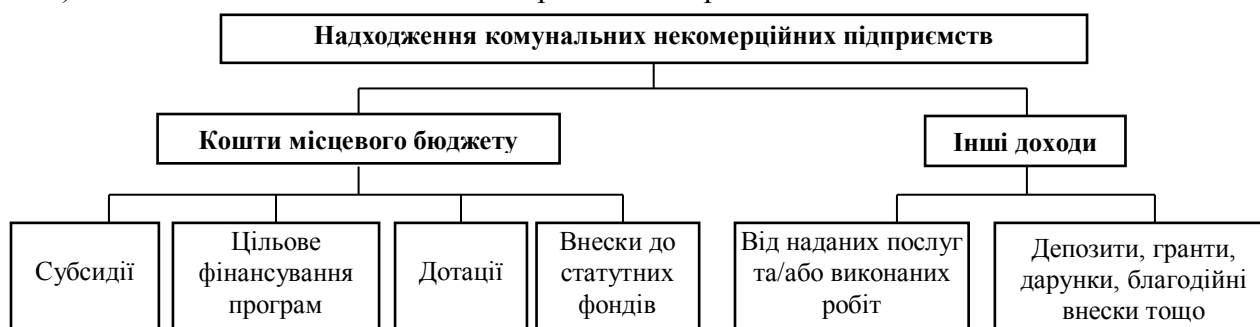 Надходження комунальних некомерційних підприємств
Кошти місцевого бюджету
Інші доходи
Субсидії
Цільове
фінансування
програм
Дотації
Внески до
статутних
фондів
Від наданих послуг
та/або виконаних
робіт
Депозити, гранти,
дарунки, благодійні
внески тощо